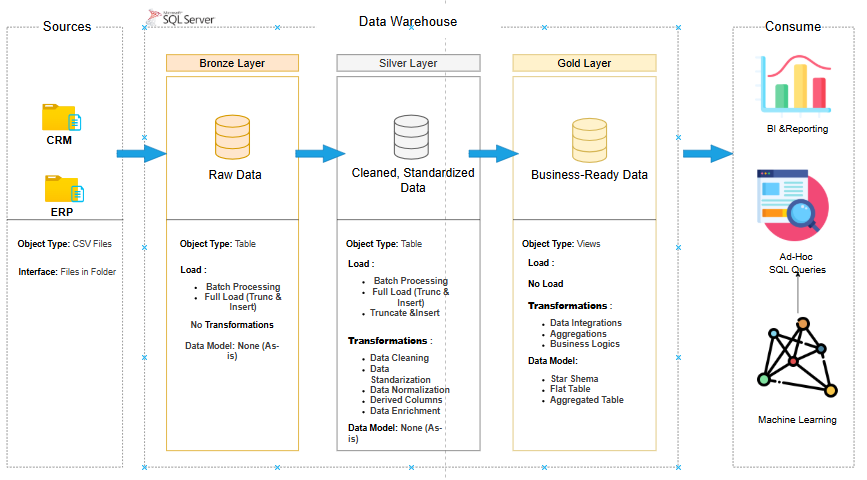 Sources
Microsoft
SQL Server
Data Warehouse
Consume
Bronze Layer
Silver Layer
Gold Layer
CRM
ERP
Raw Data
Cleaned, Standardized
Data
Business-Ready Data
BI &Reporting
Ad-Hoc
SQL Queries
Machine Learning
Object Type: CSV Files
Interface: Files in Folder
Object Type: Table
Load :
• Batch Processing
• Full Load (Trunc &
Insert)
No Transformations
Data Model: None (As-
is)
Object Type: Table
Load :
• Batch Processing
• Full Load (Trunc &
Insert)
• Truncate &Insert
Transformations :
• Data Cleaning
• Data
Standarization
• Data Normalization
• Derived Columns
• Data Enrichment
Data Model: None (As-
is)
Object Type: Views
Load :
No Load
Transformations :
• Data Integrations
• Aggregations
• Business Logics
Data Model:
• Star Shema
• Flat Table
• Aggregated Table